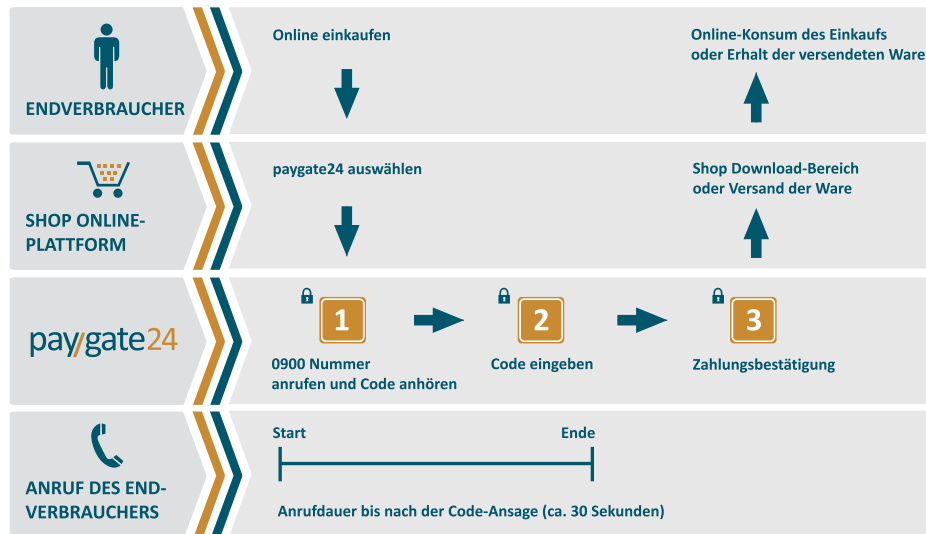 Online einkaufen
Online-Konsum des Einkaufs
oder Erhalt der versendeten Ware
ENDVERBRAUCHER
paygate24 auswählen
Shop Download-Bereich
oder Versand der Ware
SHOP ONLINE-
PLATTFORM
paygate24
1
2
3
0900 Nummer
anrufen und Code anhören
Code eingeben
Zahlungsbestätigung
Start
Ende
ANRUF DES END-
VERBRAUCHERS
Anrufdauer bis nach der Code-Ansage (ca. 30 Sekunden)